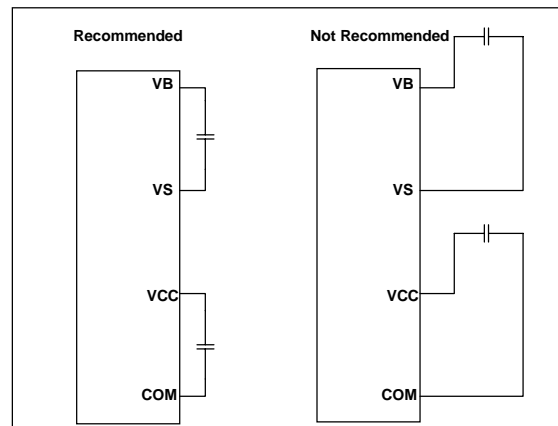 Recommended
Not Recommended
VB
VS
VCC
COM
VB
VS
VCC
COM